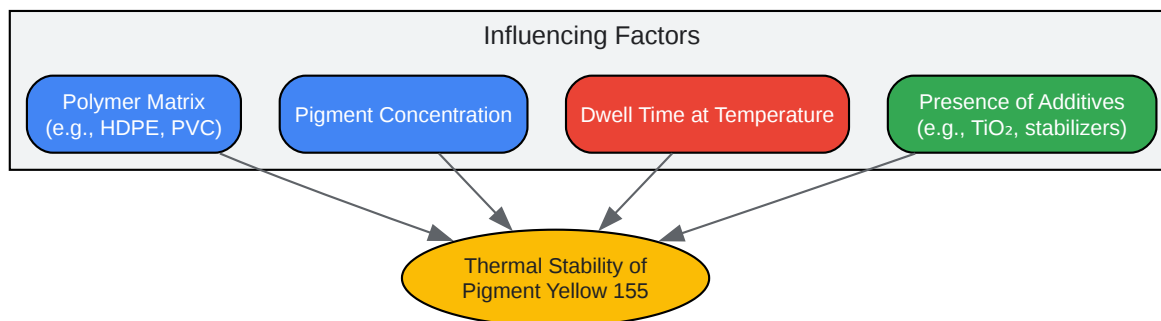 Influencing Factors
Polymer Matrix
(e.g., HDPE, PVC)
Pigment Concentration
Dwell Time at Temperature
Presence of Additives
(e.g., TiO₂, stabilizers)
Thermal Stability of
Pigment Yellow 155